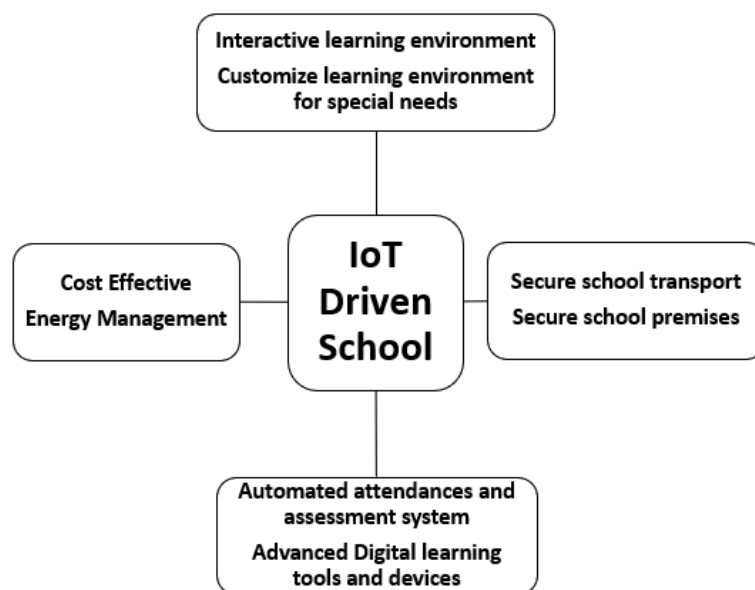 Interactive learning environment
Customize learning environment
for special needs
Cost Effective
Energy Management
IoT
Driven
School
Secure school transport
Secure school premises
Automated attendances and
assessment system
Advanced Digital learning
tools and devices